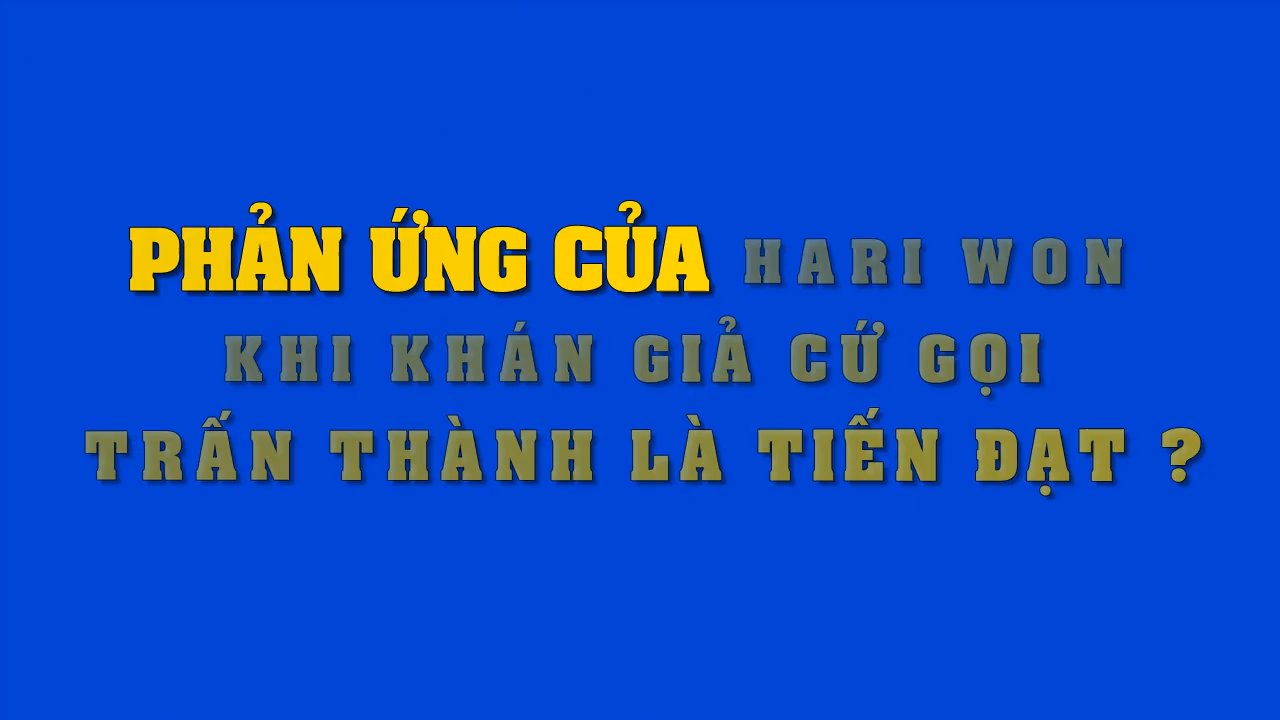 PHẢN ỨNG CỦA HARI WON
KHI KHÁN GIẢ CỨ GỌI
TRẤN THÀNH LÀ TIẾN ĐẠT ?